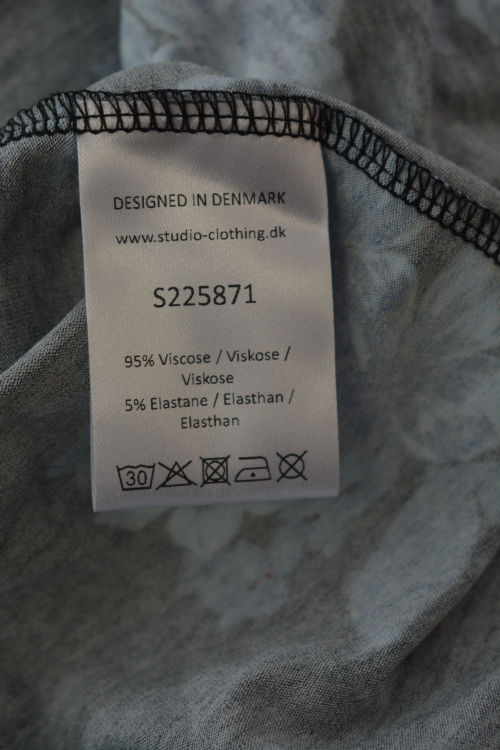 DESIGNED IN DENMARK
www.studio-clothing.dk
S225871
95% Viscose / Viskose /
Viskose
5% Elastane / Elasthan /
Elasthan
30